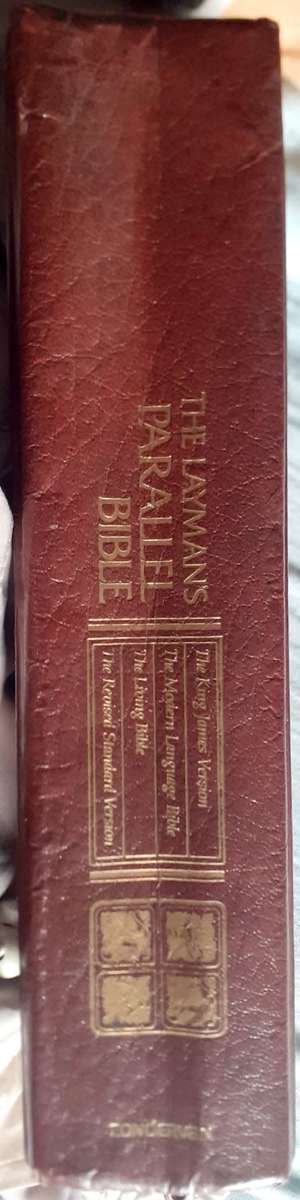 THE LAYMAN'S
PARALLEL
BIBLE
The King James Version
The Modern Language Bible
The Living Bible
The Revised Standard Version
ZONDERVAN